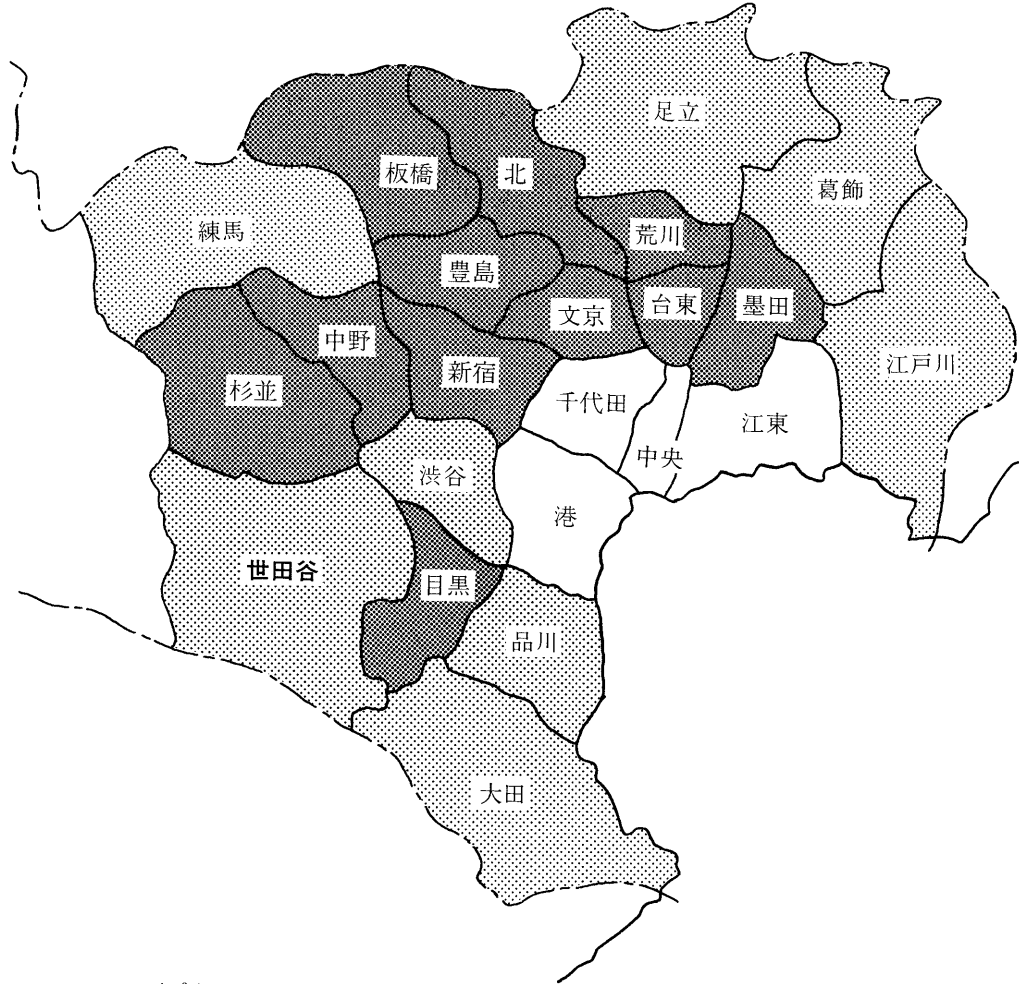 足立
葛飾
板橋
北
練馬
荒川
豊島
台東
墨田
文京
中野
新宿
江戸川
杉並
千代田
江東
中央
渋谷
港
世田谷
目黒
品川
大田